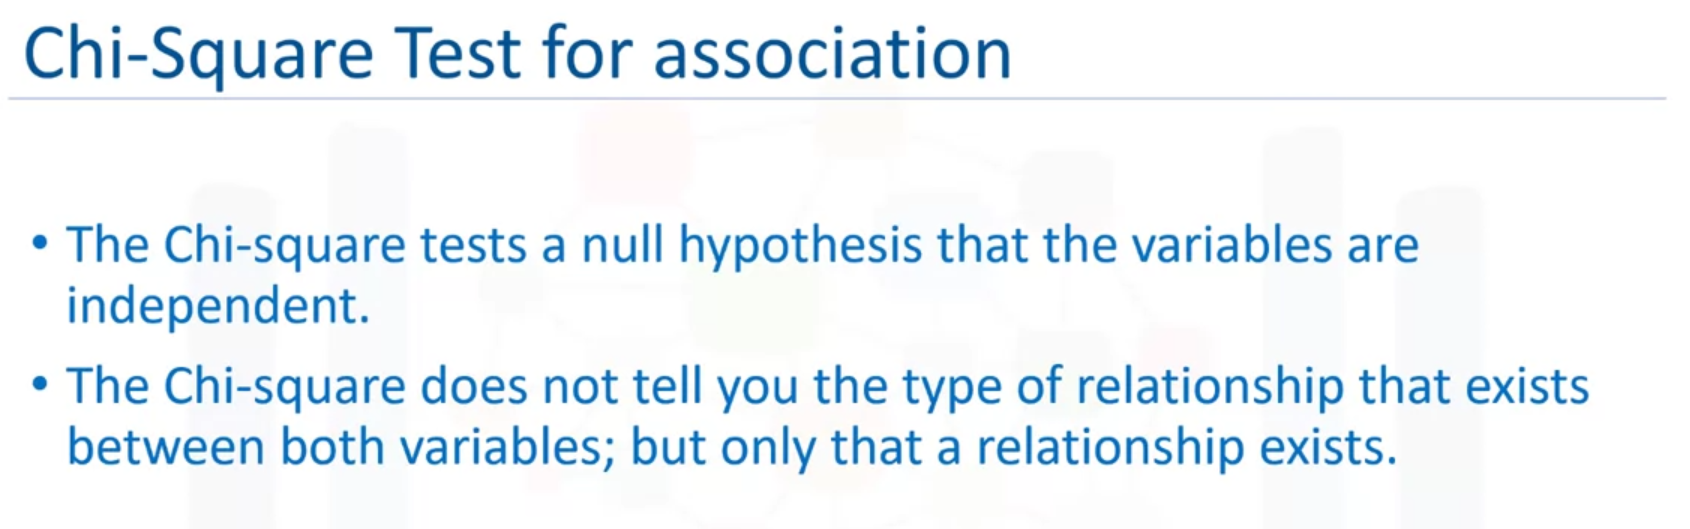 Chi-Square Test for association
• The Chi-square tests a null hypothesis that the variables are
independent.
• The Chi-square does not tell you the type of relationship that exists
between both variables; but only that a relationship exists.